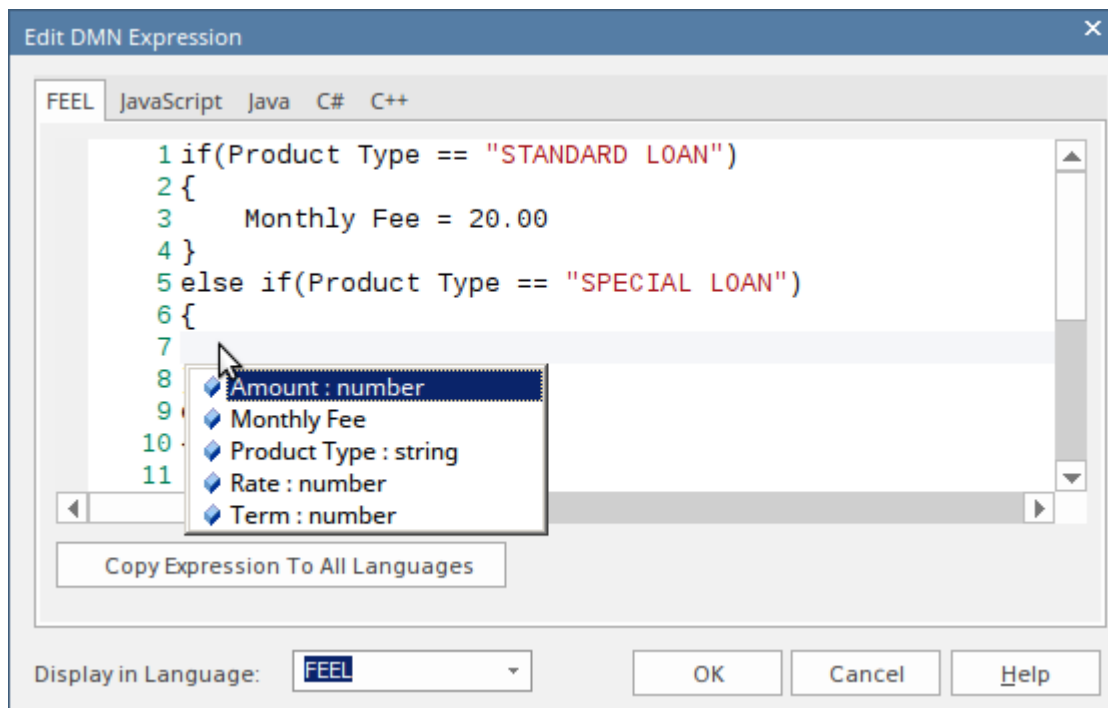 Edit DMN Expression
FEEL JavaScript Java C# C++
1 if(Product Type == "STANDARD LOAN")
2 {
3     Monthly Fee = 20.00
4 }
5 else if(Product Type == "SPECIAL LOAN")
6 {
7
8
Amount : number
9
Monthly Fee
10
Product Type : string
11
Rate : number
Term : number
Copy Expression To All Languages
Display in Language: FEEL OK Cancel Help